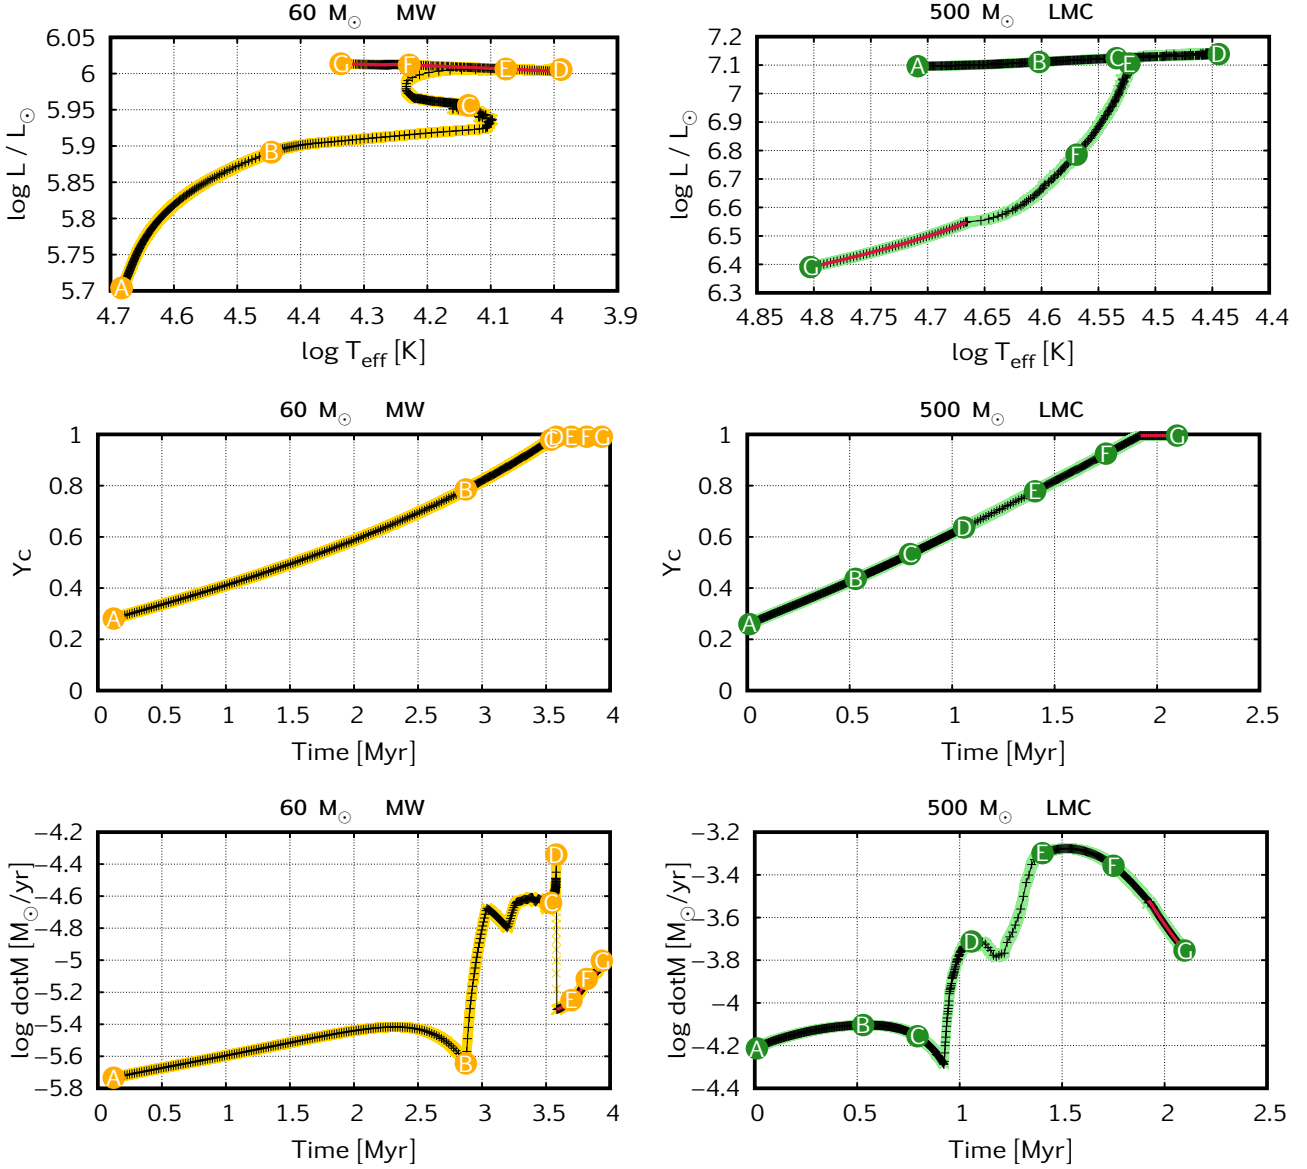 60 M☉ MW
log L / L☉
6.05
6
5.95
5.9
5.85
5.8
5.75
5.7
A
B
C
D
E
F
G
4.7 4.6 4.5 4.4 4.3 4.2 4.1 4 3.9
log Teff [K]
500 M☉ LMC
log L / L☉
7.2
7.1
7
6.9
6.8
6.7
6.6
6.5
6.4
6.3
A
B
C
D
E
F
G
4.85 4.8 4.75 4.7 4.65 4.6 4.55 4.5 4.45 4.4
log Teff [K]
60 M☉ MW
Yc
1
0.8
0.6
0.4
0.2
0
A
B
C
D
E
F
G
0 0.5 1 1.5 2 2.5 3 3.5 4
Time [Myr]
500 M☉ LMC
Yc
1
0.8
0.6
0.4
0.2
0
A
B
C
D
E
F
G
0 0.5 1 1.5 2 2.5
Time [Myr]
60 M☉ MW
log dotM [M☉/yr]
−4.2
−4.4
−4.6
−4.8
−5
−5.2
−5.4
−5.6
−5.8
A
B
C
D
E
F
G
0 0.5 1 1.5 2 2.5 3 3.5 4
Time [Myr]
500 M☉ LMC
log dotM [M☉/yr]
−3.2
−3.4
−3.6
−3.8
−4
−4.2
−4.4
A
B
C
D
E
F
G
0 0.5 1 1.5 2 2.5
Time [Myr]